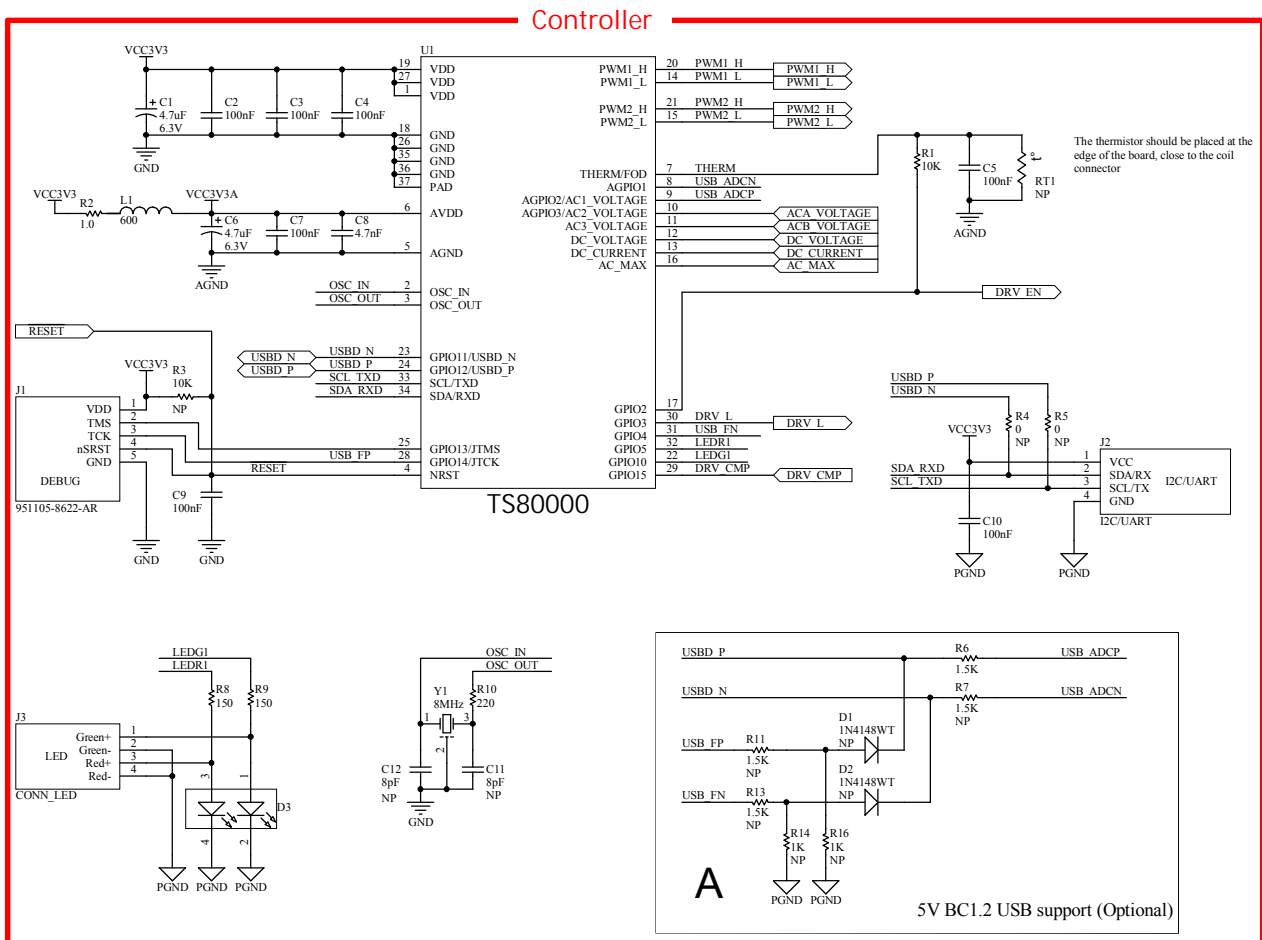 Controller
VCC3V3
C1
4.7uF
6.3V
C2
100nF
C3
100nF
C4
100nF
GND
VCC3V3
R2
1.0
L1
600
VCC3V3A
C6
4.7uF
6.3V
C7
100nF
C8
4.7nF
AGND
OSC_IN
OSC_OUT
RESET
USBD_N
USBD_P
USBD_N
USBD_P
SCL_TXD
SDA_RXD
VCC3V3
R3
10K
NP
J1
VDD
TMS
TCK
nSRST
GND
1
2
3
4
5
DEBUG
951105-8622-AR
USB_FP
RESET
C9
100nF
GND
GND
U1
19 VDD
27 VDD
1 VDD
18 GND
26 GND
35 GND
36 GND
37 PAD
6 AVDD
5 AGND
2 OSC_IN
3 OSC_OUT
23 GPIO11/USBD_N
24 GPIO12/USBD_P
33 SCL/TXD
34 SDA/RXD
25 GPIO13/JTMS
28 GPIO14/JTCK
4 NRST
PWM1_H 20 PWM1_H PWM1_H
PWM1_L 14 PWM1_L PWM1_L
PWM2_H 21 PWM2_H PWM2_H
PWM2_L 15 PWM2_L PWM2_L
THERM/FOD 7 THERM
AGPIO1 8 USB_ADCN
AGPIO2/AC1_VOLTAGE 9 USB_ADCP
AGPIO3/AC2_VOLTAGE 10 ACA_VOLTAGE
AC3_VOLTAGE 11 ACB_VOLTAGE
DC_VOLTAGE 12 DC_VOLTAGE
DC_CURRENT 13 DC_CURRENT
AC_MAX 16 AC_MAX
GPIO2 17
GPIO3 30 DRV_L DRV_L
GPIO4 31 USB_FN
GPIO5 32 LEDR1
GPIO10 22 LEDG1
GPIO15 29 DRV_CMP DRV_CMP
TS80000
R1
10K
C5
100nF
t°
RT1
NP
AGND
The thermistor should be placed at the
edge of the board, close to the coil
connector
DRV_EN
USBD_P
USBD_N
R4
0
NP
R5
0
NP
VCC3V3
SDA_RXD
SCL_TXD
J2
1 VCC
2 SDA/RX
3 SCL/TX
4 GND
I2C/UART
I2C/UART
C10
100nF
PGND
PGND
LEDG1
LEDR1
R8
150
R9
150
J3
Green+ 1
Green- 2
Red+ 3
Red- 4
LED
CONN_LED
3
1
D3
4
2
PGND
PGND
PGND
OSC_IN
OSC_OUT
Y1
8MHz
R10
220
1
3
2
C12
8pF
NP
C11
8pF
NP
GND
USBD_P
R6
1.5K
USB_ADCP
USBD_N
R7
1.5K
NP
USB_ADCN
D1
1N4148WT
NP
USB_FP
R11
1.5K
NP
D2
1N4148WT
NP
USB_FN
R13
1.5K
NP
R14
1K
NP
R16
1K
NP
PGND
PGND
A
5V BC1.2 USB support (Optional)